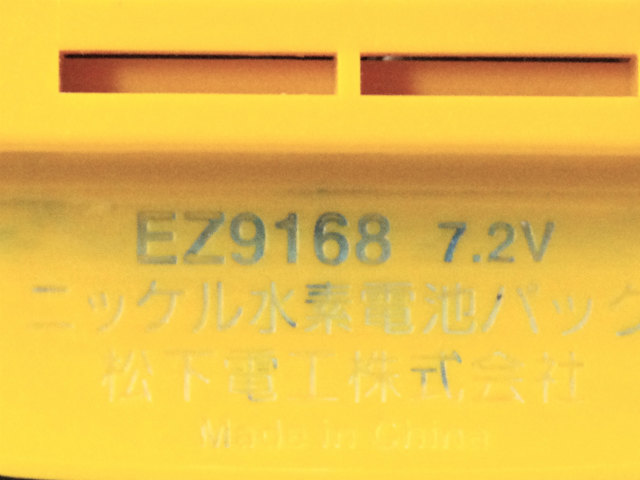 EZ9168 7.2V
ニッケル水素電池パック
松下電工株式会社
Made in China